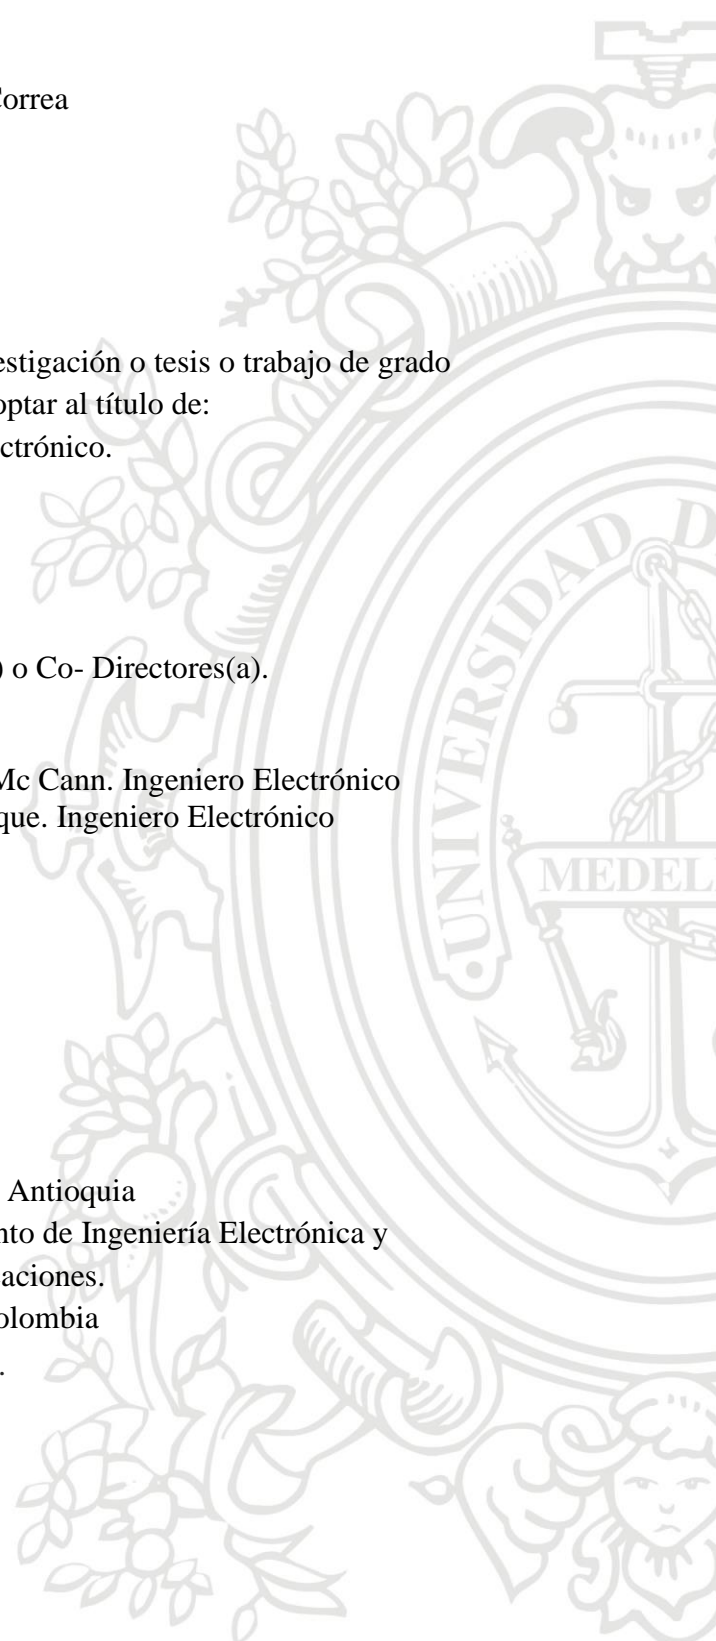 Correa
estigación o tesis o trabajo de grado
optar al título de:
ctrónico.
) o Co- Directores(a).
Mc Cann. Ingeniero Electrónico
que. Ingeniero Electrónico
UNIVERSIDAD D
MEDEL
Antioquia
nto de Ingeniería Electrónica y
aciones.
olombia
.